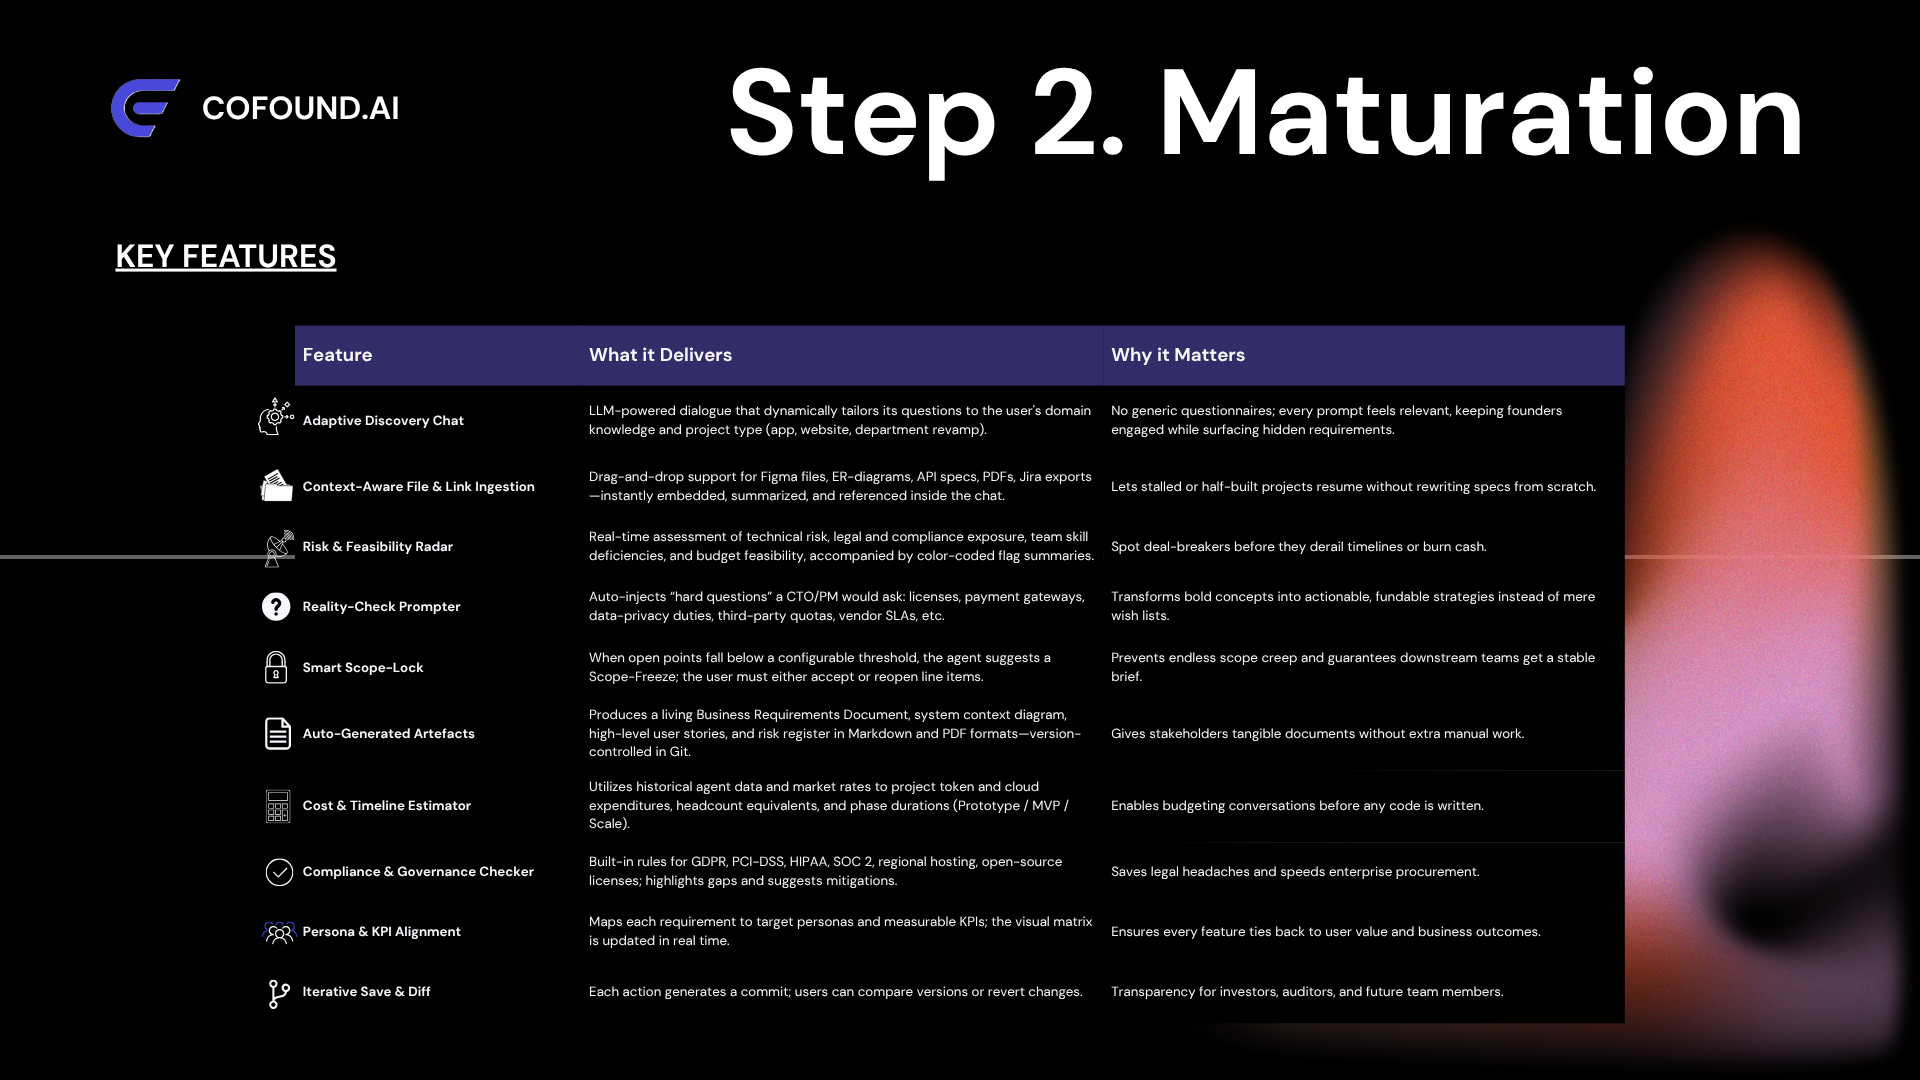 COFOUND.AI
Step 2. Maturation
KEY FEATURES
Feature
What it Delivers
Why it Matters
Adaptive Discovery Chat
LLM-powered dialogue that dynamically tailors its questions to the user's domain
knowledge and project type (app, website, department revamp).
No generic questionnaires; every prompt feels relevant, keeping founders
engaged while surfacing hidden requirements.
Context-Aware File & Link Ingestion
Drag-and-drop support for Figma files, ER-diagrams, API specs, PDFs, Jira exports
—instantly embedded, summarized, and referenced inside the chat.
Lets stalled or half-built projects resume without rewriting specs from scratch.
Risk & Feasibility Radar
Real-time assessment of technical risk, legal and compliance exposure, team skill
deficiencies, and budget feasibility, accompanied by color-coded flag summaries.
Spot deal-breakers before they derail timelines or burn cash.
Reality-Check Prompter
Auto-injects “hard questions” a CTO/PM would ask: licenses, payment gateways,
data-privacy duties, third-party quotas, vendor SLAs, etc.
Transforms bold concepts into actionable, fundable strategies instead of mere
wish lists.
Smart Scope-Lock
When open points fall below a configurable threshold, the agent suggests a
Scope-Freeze; the user must either accept or reopen line items.
Prevents endless scope creep and guarantees downstream teams get a stable
brief.
Auto-Generated Artefacts
Produces a living Business Requirements Document, system context diagram,
high-level user stories, and risk register in Markdown and PDF formats—version-
controlled in Git.
Gives stakeholders tangible documents without extra manual work.
Cost & Timeline Estimator
Utilizes historical agent data and market rates to project token and cloud
expenditures, headcount equivalents, and phase durations (Prototype / MVP /
Scale).
Enables budgeting conversations before any code is written.
Compliance & Governance Checker
Built-in rules for GDPR, PCI-DSS, HIPAA, SOC 2, regional hosting, open-source
licenses; highlights gaps and suggests mitigations.
Saves legal headaches and speeds enterprise procurement.
Persona & KPI Alignment
Maps each requirement to target personas and measurable KPIs; the visual matrix
is updated in real time.
Ensures every feature ties back to user value and business outcomes.
Iterative Save & Diff
Each action generates a commit; users can compare versions or revert changes.
Transparency for investors, auditors, and future team members.